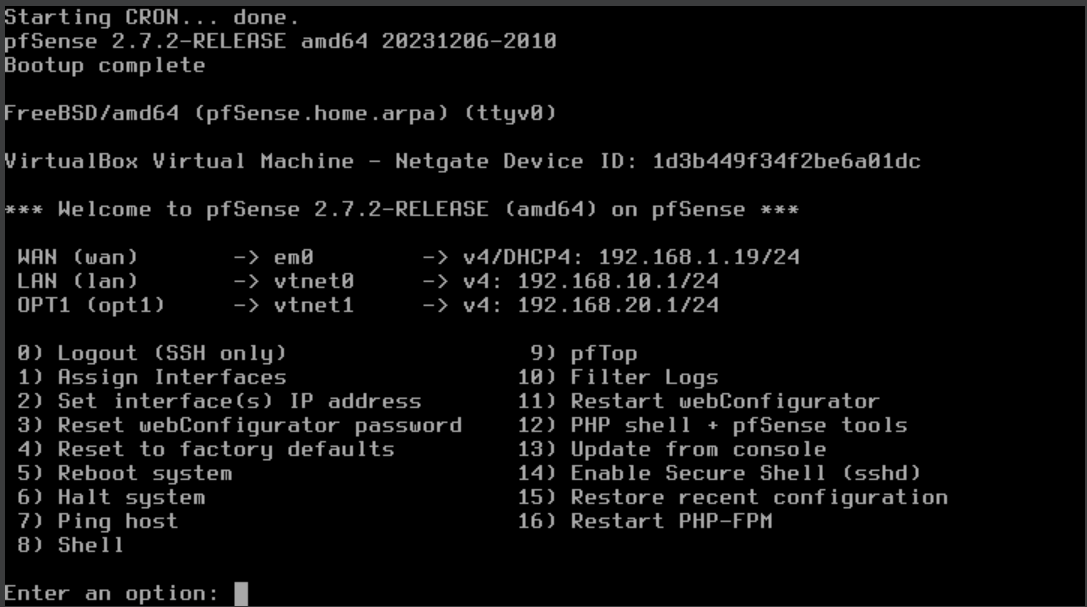 Starting CRON... done.
pfSense 2.7.2-RELEASE amd64 20231206-2010
Bootup complete
FreeBSD/amd64 (pfSense.home.arpa) (ttyv0)
VirtualBox Virtual Machine - Netgate Device ID: 1d3b449f34f2be6a01dc
*** Welcome to pfSense 2.7.2-RELEASE (amd64) on pfSense ***
WAN (wan) -> em0 -> v4/DHCP4: 192.168.1.19/24
LAN (lan) -> vtnet0 -> v4: 192.168.10.1/24
OPT1 (opt1) -> vtnet1 -> v4: 192.168.20.1/24
0) Logout (SSH only) 9) pfTop
1) Assign Interfaces 10) Filter Logs
2) Set interface(s) IP address 11) Restart webConfigurator
3) Reset webConfigurator password 12) PHP shell + pfSense tools
4) Reset to factory defaults 13) Update from console
5) Reboot system 14) Enable Secure Shell (sshd)
6) Halt system 15) Restore recent configuration
7) Ping host 16) Restart PHP-FPM
8) Shell
Enter an option: